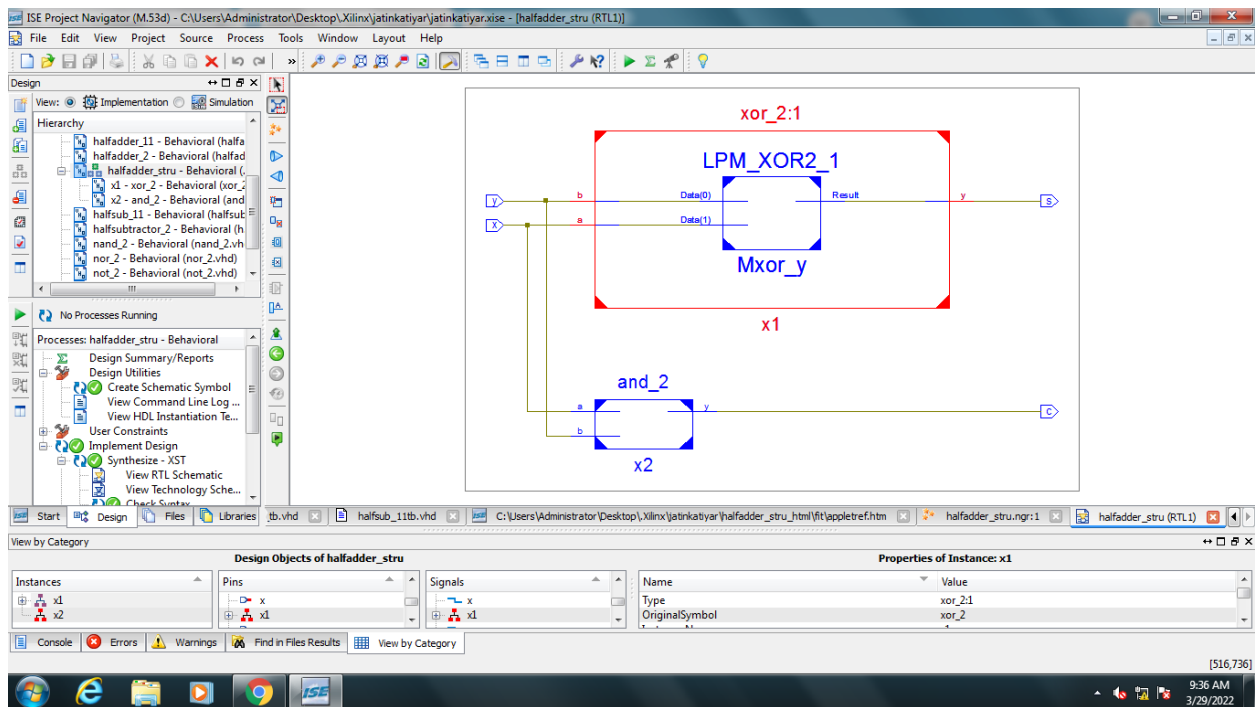 ISE Project Navigator (M.53d) - C:\Users\Administrator\Desktop\.Xilinx\jatinkatiyar\jatinkatiyar.xise - [halfadder_stru (RTL1)]
File Edit View Project Source Process Tools Window Layout Help
Design
View: Implementation Simulation
Hierarchy
halfadder_11 - Behavioral (halfa
halfadder_2 - Behavioral (halfad
halfadder_stru - Behavioral (.
x1 - xor_2 - Behavioral (xor_2
x2 - and_2 - Behavioral (and
halfsub_11 - Behavioral (halfsub
halfsubtractor_2 - Behavioral (h
nand_2 - Behavioral (nand_2.vh
nor_2 - Behavioral (nor_2.vhd)
not_2 - Behavioral (not_2.vhd)
No Processes Running
Processes: halfadder_stru - Behavioral
Design Summary/Reports
Design Utilities
Create Schematic Symbol
View Command Line Log ...
View HDL Instantiation Te...
User Constraints
Implement Design
Synthesize - XST
View RTL Schematic
View Technology Sche...
Check Syntax
xor_2:1
LPM_XOR2_1
y b Data(0) Result y S
X a Data(1)
Mxor_y
x1
and_2
a y C
b
x2
Start Design Files Libraries _tb.vhd halfsub_11tb.vhd C:\Users\Administrator\Desktop\.Xilinx\jatinkatiyar\halfadder_stru_html\fit\appletref.htm halfadder_stru.ngr:1 halfadder_stru (RTL1)
View by Category
Design Objects of halfadder_stru Properties of Instance: x1
Instances Pins Signals Name Value
x1 x x Type xor_2:1
x2 x1 x1 OriginalSymbol xor_2
Console Errors Warnings Find in Files Results View by Category
[516,736]
ISE
9:36 AM
3/29/2022